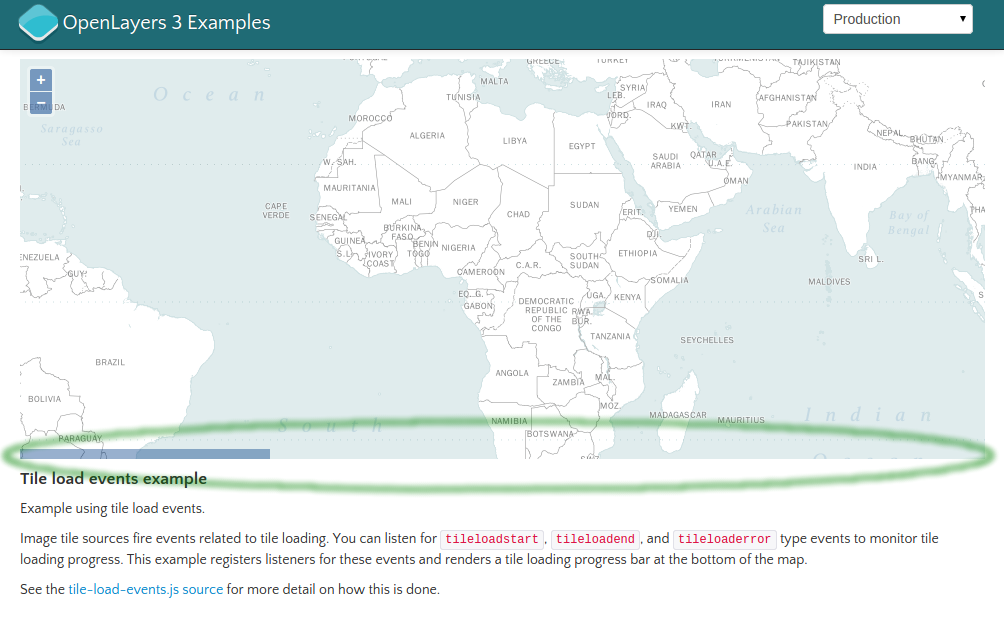 OpenLayers 3 Examples
Production
+
–
GREECE
TURKEY
TAJIKISTAN
MALTA
SYRIA
Ocean
TUNISIA
LEB.
IRAQ
IRAN
AFGHANISTAN
BERMUDA
MOROCCO
JORD.
Saragasso
Sea
ALGERIA
LIBYA
EGYPT
KWT.
PAKISTAN
NEPAL
BHUTAN
W. SAH.
SAUDI
ARABIA
QATAR
U.A.E.
INDIA
BANG.
MYANMAR
MAURITANIA
OMAN
CAPE
VERDE
MALI
NIGER
CHAD
SUDAN
ERIT.
YEMEN
Arabian
Sea
Bay of
Bengal
THA
SENEGAL
BURKINA
FASO
GUINEA
BENIN
NIGERIA
DJI.
S.L.
IVORY
COAST
TOGO
SOUTH
SUDAN
ETHIOPIA
SRI L.
ENEZUELA
GUY.
CAMEROON
C.A.R.
SOMALIA
MALDIVES
EQ. G.
GABON
DEMOCRATIC
REPUBLIC
OF THE
CONGO
UGA.
KENYA
RWA.
BUR.
S
TANZANIA
SEYCHELLES
BRAZIL
ANGOLA
ZAMBIA
MAL.
BOLIVIA
MOZ.
MADAGASCAR
MAURITIUS
Indian
South
NAMIBIA
PARAGUAY
BOTSWANA
Tile load events example
Example using tile load events.
Image tile sources fire events related to tile loading. You can listen for tileloadstart, tileloadend, and tileloaderror type events to monitor tile
loading progress. This example registers listeners for these events and renders a tile loading progress bar at the bottom of the map.
See the tile-load-events.js source for more detail on how this is done.